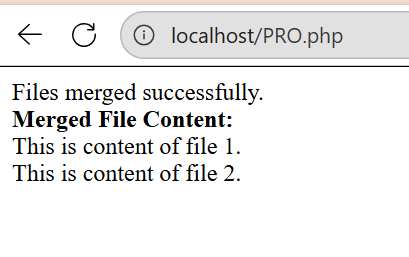 localhost/PRO.php
Files merged successfully.
Merged File Content:
This is content of file 1.
This is content of file 2.